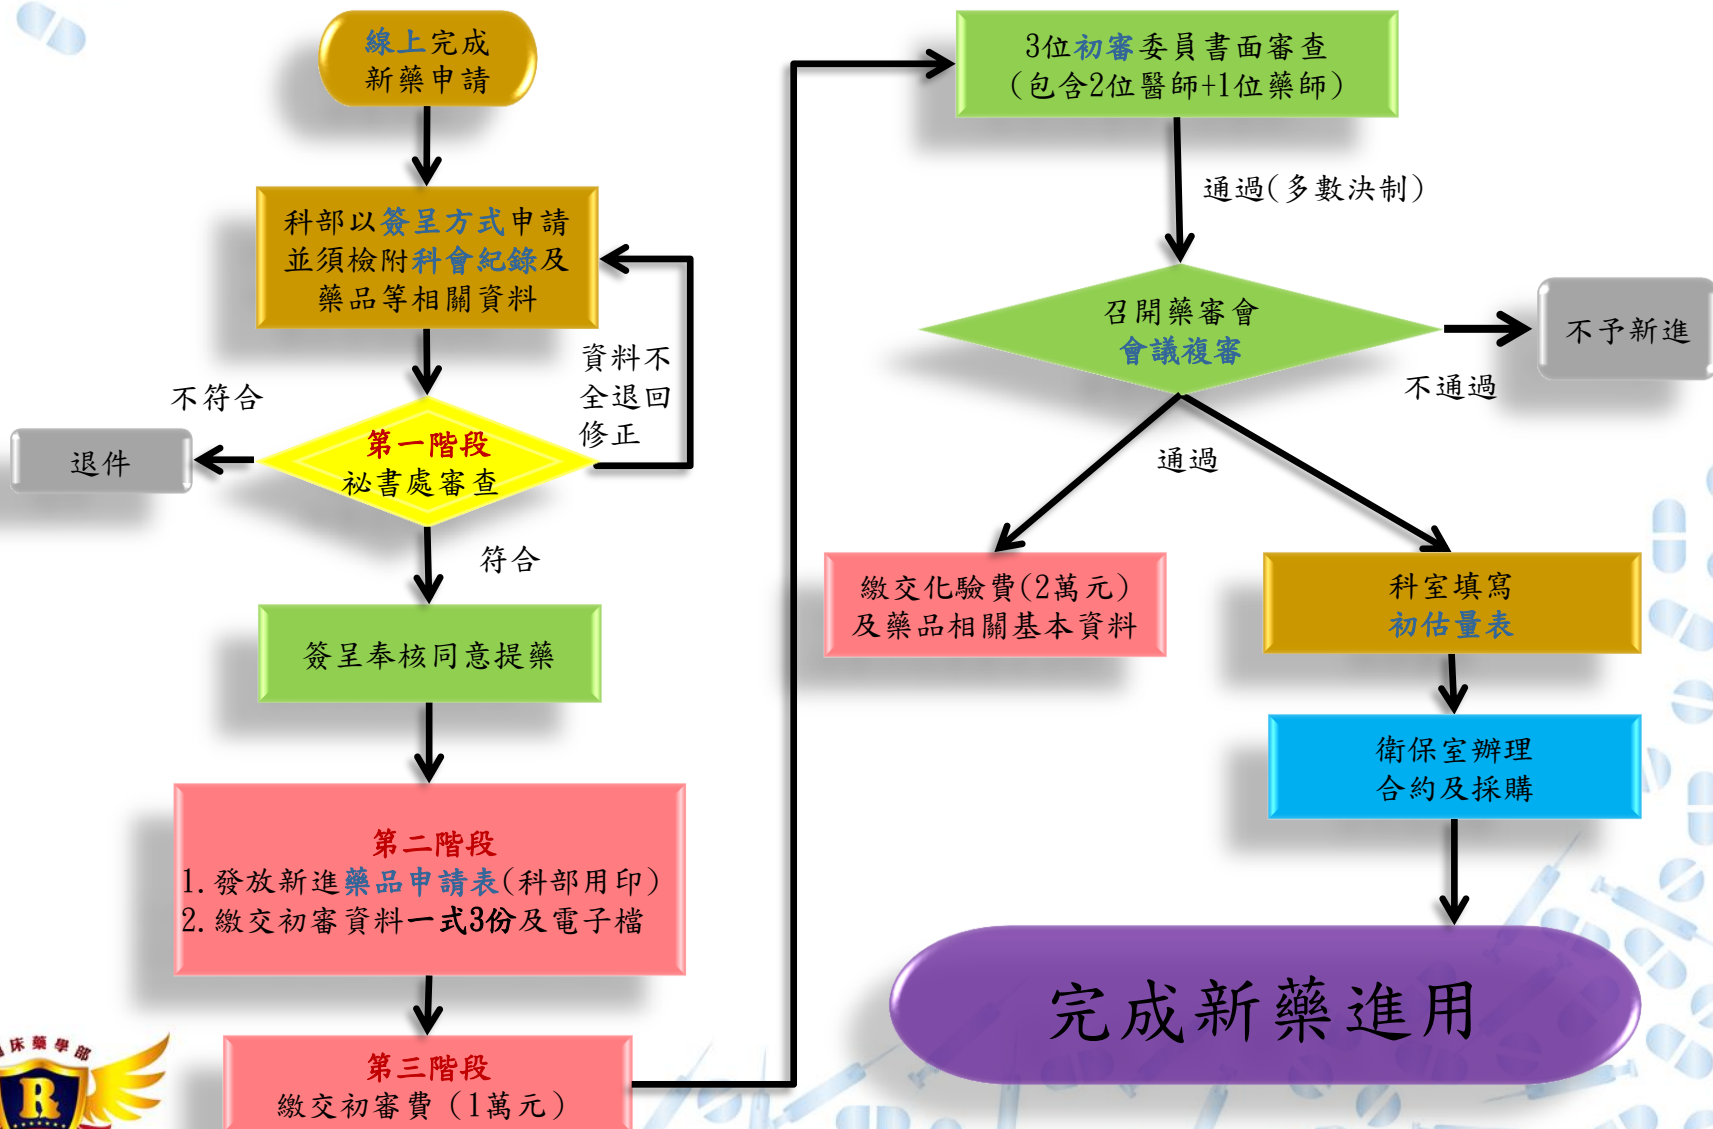 線上完成
新藥申請
科部以簽呈方式申請
並須檢附科會紀錄及
藥品等相關資料
資料不
全退回
修正
不符合
退件
第一階段
祕書處審查
符合
簽呈奉核同意提藥
第二階段
1.發放新進藥品申請表(科部用印)
2.繳交初審資料一式3份及電子檔
第三階段
繳交初審費（1萬元）
3位初審委員書面審查
(包含2位醫師+1位藥師)
通過(多數決制)
召開藥審會
會議複審
不通過
不予新進
通過
繳交化驗費(2萬元)
及藥品相關基本資料
科室填寫
初估量表
衛保室辦理
合約及採購
完成新藥進用
床藥學部
R